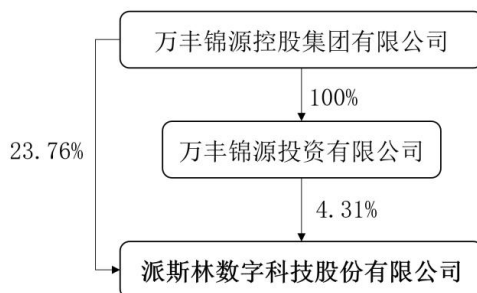 万丰锦源控股集团有限公司
100%
23.76%
万丰锦源投资有限公司
4.31%
派斯林数字科技股份有限公司